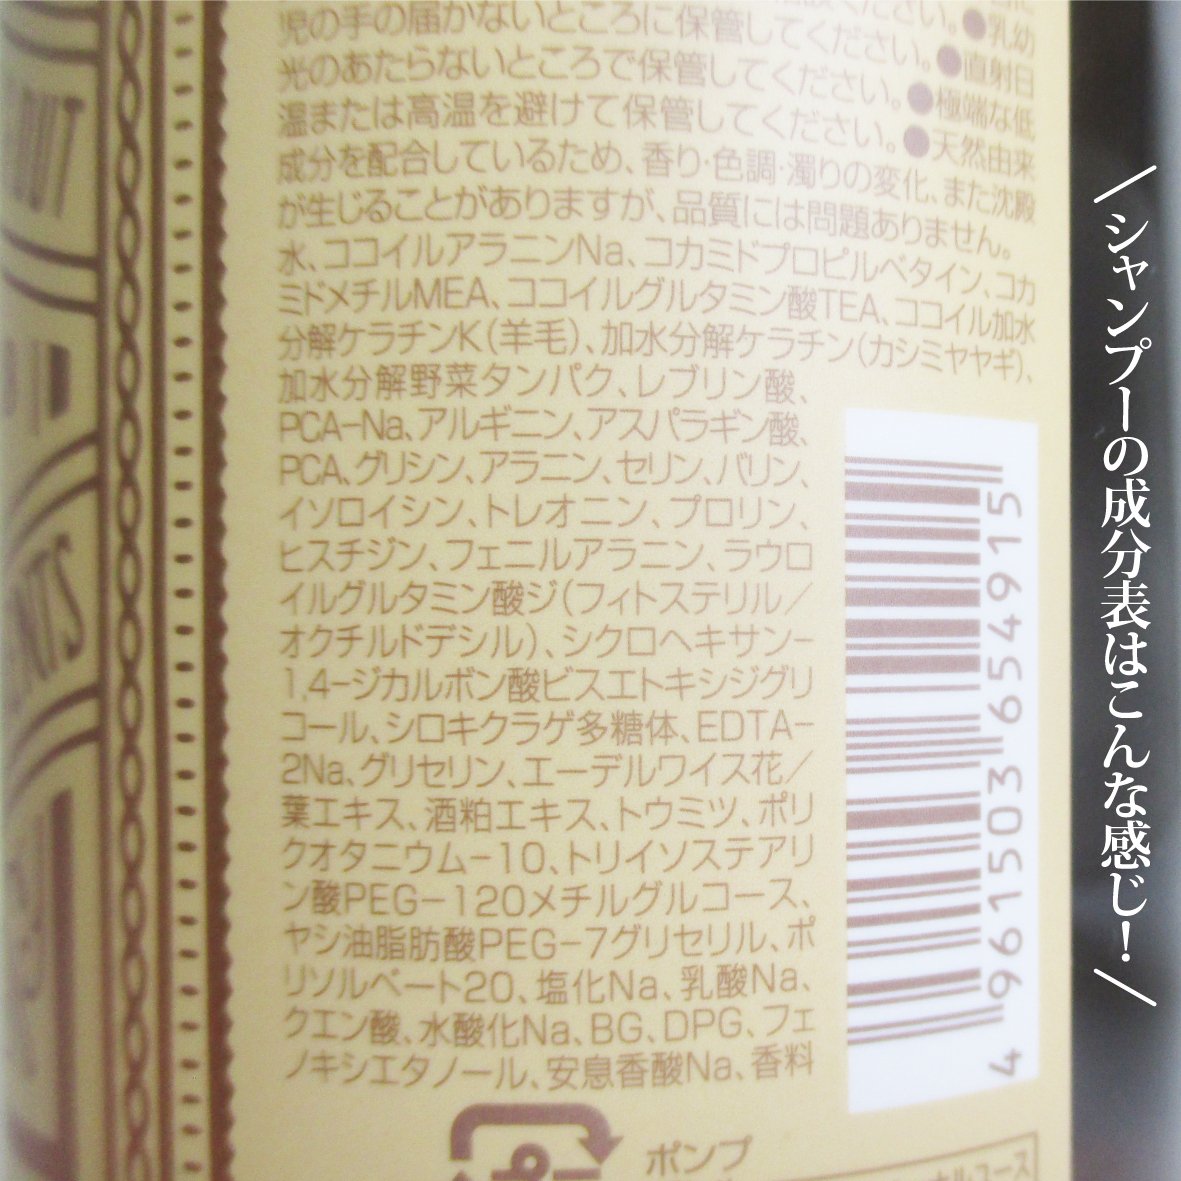 ください。●乳幼
児の手の届かないところに保管してください。●直射日
光のあたらないところで保管してください。●極端な低
温または高温を避けて保管してください。●天然由来
成分を配合しているため、香り・色調・濁りの変化、また沈殿
が生じることがありますが、品質には問題ありません。
水、ココイルアラニンNa、コカミドプロピルベタイン、コカ
ミドメチルMEA、ココイルグルタミン酸TEA、ココイル加水
分解ケラチンK(羊毛)、加水分解ケラチン(カシミヤヤギ)、
加水分解野菜タンパク、レブリン酸、
PCA-Na、アルギニン、アスパラギン酸、
PCA、グリシン、アラニン、セリン、バリン、
イソロイシン、トレオニン、プロリン、
ヒスチジン、フェニルアラニン、ラウロ
イルグルタミン酸ジ(フィトステリル/
オクチルドデシル)、シクロヘキサン-
1,4-ジカルボン酸ビスエトキシジグリ
コール、シロキクラゲ多糖体、EDTA-
2Na、グリセリン、エーデルワイス花/
葉エキス、酒粕エキス、トウミツ、ポリ
クオタニウム-10、トリイソステアリ
ン酸PEG-120メチルグルコース、
ヤシ油脂肪酸PEG-7グリセリル、ポ
リソルベート20、塩化Na、乳酸Na、
クエン酸、水酸化Na、BG、DPG、フェ
ノキシエタノール、安息香酸Na、香料
4 961503 654915
ポンプ
シャンプーの成分表はこんな感じ!